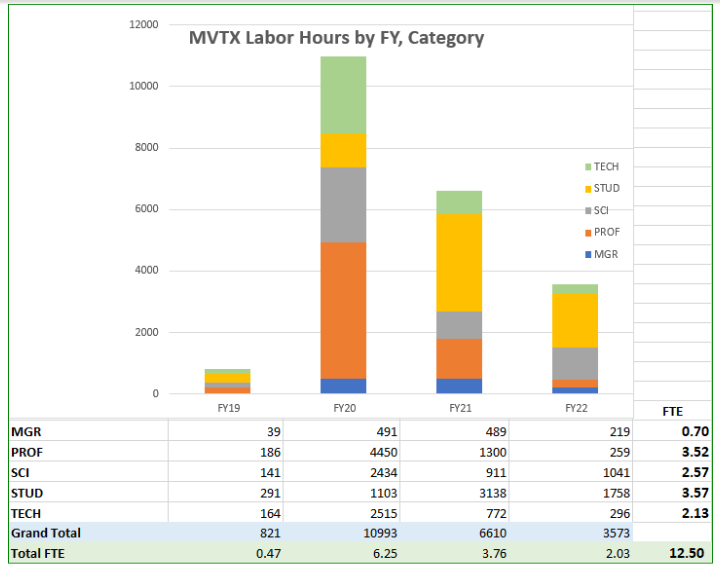 12000
MVTX Labor Hours by FY, Category
10000
8000
6000
4000
2000
0
TECH
STUD
SCI
PROF
MGR
FY19 FY20 FY21 FY22 FTE
MGR 39 491 489 219 0.70
PROF 186 4450 1300 259 3.52
SCI 141 2434 911 1041 2.57
STUD 291 1103 3138 1758 3.57
TECH 164 2515 772 296 2.13
Grand Total 821 10993 6610 3573
Total FTE 0.47 6.25 3.76 2.03 12.50